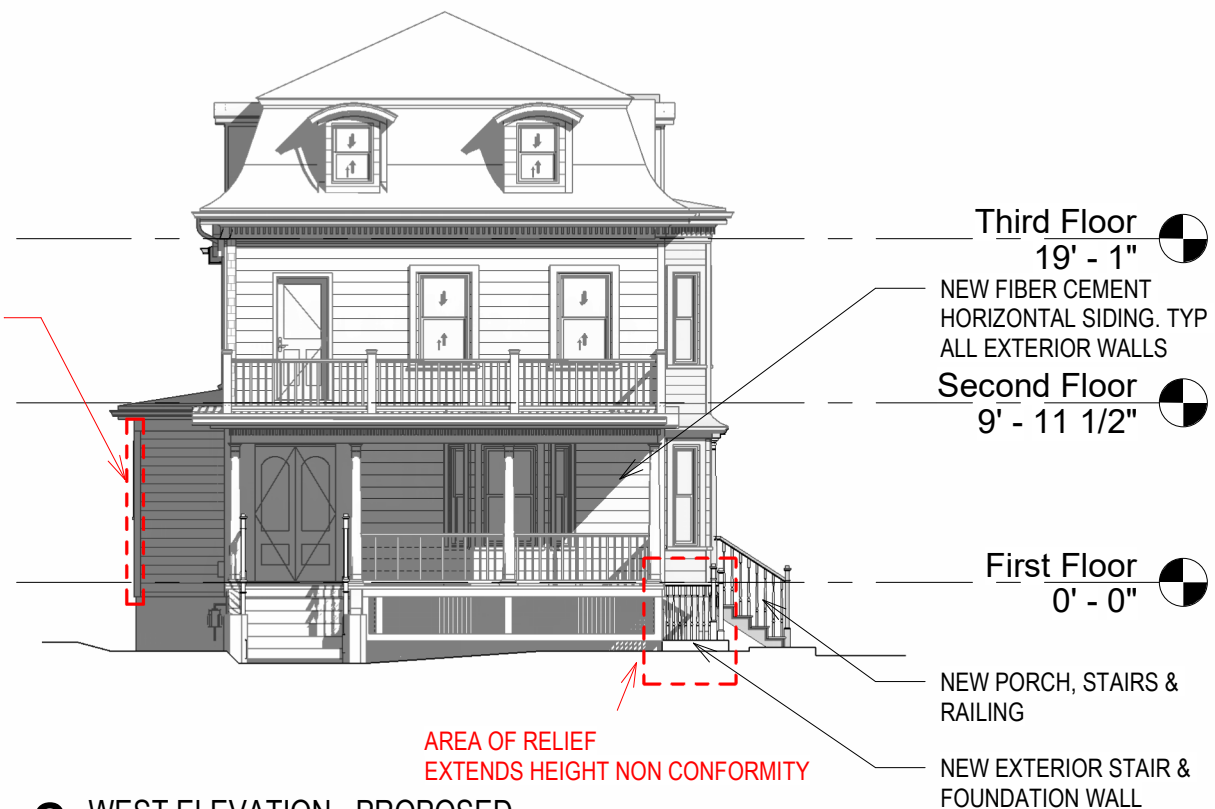 Third Floor
19' - 1"
NEW FIBER CEMENT
HORIZONTAL SIDING. TYP
ALL EXTERIOR WALLS
Second Floor
9' - 11 1/2"
First Floor
0' - 0"
NEW PORCH, STAIRS &
RAILING
AREA OF RELIEF
EXTENDS HEIGHT NON CONFORMITY
NEW EXTERIOR STAIR &
FOUNDATION WALL
WEST ELEVATION - PROPOSED